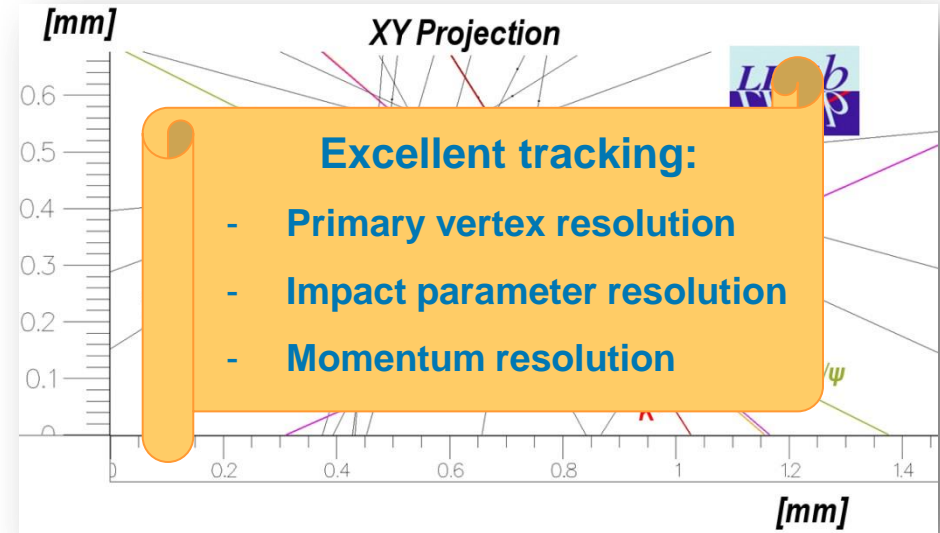 [mm]
XY Projection
0.6
0.5
0.4
0.3
0.2
0.1
0
Excellent tracking:
- Primary vertex resolution
- Impact parameter resolution
- Momentum resolution
/ψ
0.2
0.4
0.6
0.8
1
1.2
1.4
[mm]